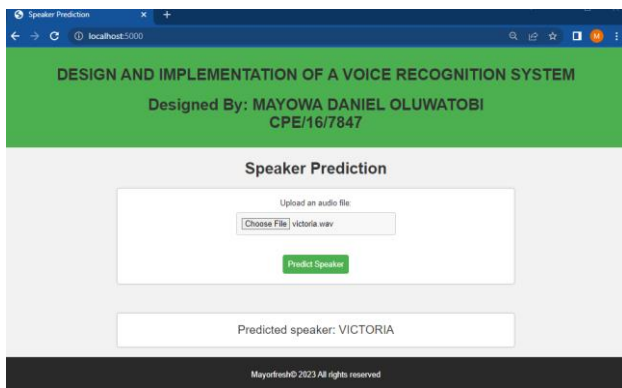 Speaker Prediction
localhost:5000
M
DESIGN AND IMPLEMENTATION OF A VOICE RECOGNITION SYSTEM
Designed By: MAYOWA DANIEL OLUWATOBI
CPE/16/7847
Speaker Prediction
Upload an audio file:
Choose File victoria.wav
Predict Speaker
Predicted speaker: VICTORIA
Mayorfresh© 2023 All rights reserved